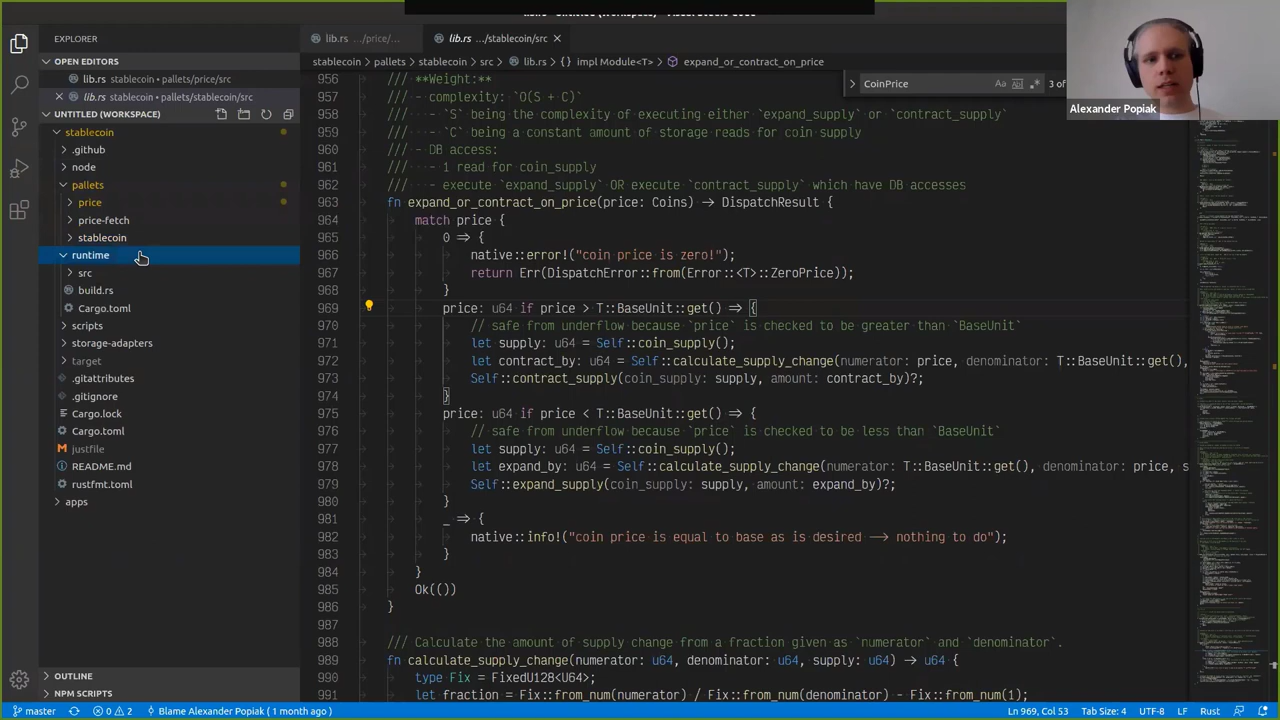 EXPLORER
OPEN EDITORS
lib.rs stablecoin • pallets/price/src
lib.rs stablecoin • pallets/stablecoin/src
UNTITLED (WORKSPACE)
stablecoin
.github
node
pallets
price
price-fetch
stablecoin
runtime
src
build.rs
Cargo.toml
scripts
storage-adapters
target
.gitattributes
.gitignore
Cargo.lock
Cargo.toml
justfile
README.md
rustfmt.toml
apps
OUTLINE
NPM SCRIPTS
lib.rs .../price/...
lib.rs .../stablecoin/src
stablecoin > pallets > stablecoin > src > lib.rs > {} impl Module<T> > expand_or_contract_on_price
CoinPrice
Aa
3 of
Alexander Popiak
956 /// **Weight:**
957 /// - complexity: `O(S + C)`
958 /// - `S` being the complexity of executing either `expand_supply` or `contract_supply`
959 /// - `C` being a constant amount of storage reads for coin supply
960 /// - DB access:
961 /// - 1 read for coin_supply
962 /// - execute `expand_supply` OR execute `contract_supply` which have DB accesses
963 fn expand_or_contract_on_price(price: Coins) → DispatchResult {
964 match price {
965 0 ⇒ {
966 native::error!("coin price is zero!");
967 return Err(DispatchError::from(Error::<T>::ZeroPrice));
968 }
969 price: u64 if price > T::BaseUnit::get() ⇒ {
970 // safe from underflow because `price` is checked to be greater than `BaseUnit`
971 let supply: u64 = Self::coin_supply();
972 let contract_by: u64 = Self::calculate_supply_change(numerator: price, denominator: T::BaseUnit::get(),
973 Self::contract_supply(coin_supply: supply, amount: contract_by)?;
974 }
975 price: u64 if price < T::BaseUnit::get() ⇒ {
976 // safe from underflow because `price` is checked to be less than `BaseUnit`
977 let supply: u64 = Self::coin_supply();
978 let expand_by: u64 = Self::calculate_supply_change(numerator: T::BaseUnit::get(), denominator: price, s
979 Self::expand_supply(coin_supply: supply, amount: expand_by)?;
980 }
981 _ ⇒ {
982 native::info!("coin price is equal to base as is desired —> nothing to do");
983 }
984 }
985 Ok(())
986 }
987
988 /// Calculate the amount of supply change from a fraction given as `numerator` and `denominator`.
989 fn calculate_supply_change(numerator: u64, denominator: u64, supply: u64) → u64 {
990 type Fix = FixedU128<U64>;
991 let fraction = Fix::from_num(numerator) / Fix::from_num(denominator) - Fix::from_num(1);
master
0 2
Blame Alexander Popiak ( 1 month ago )
Ln 969, Col 53
Tab Size: 4
UTF-8
LF
Rust